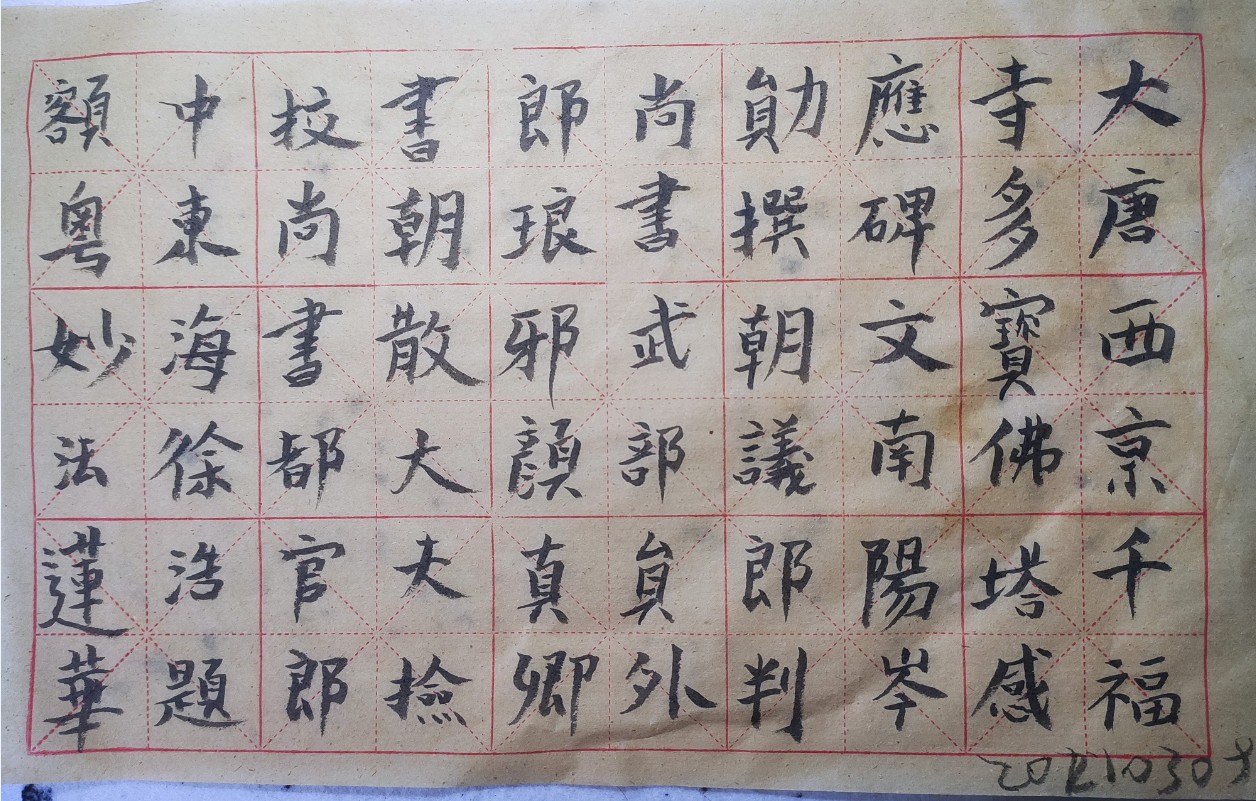 大唐西京千福
寺多寶佛塔感
應碑文南陽岑
勛撰朝議郎判
尚書武部員外
郎琅邪顏真卿
書朝散大夫撿
校尚書都官郎
中東海徐浩題
額粵妙法蓮華